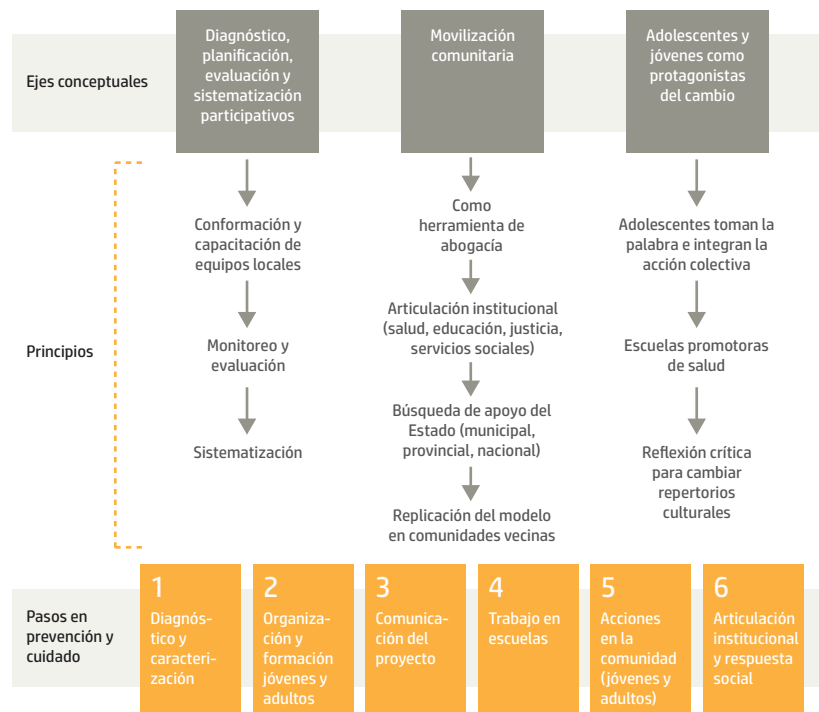 Ejes conceptuales
Diagnóstico,
planificación,
evaluación y
sistematización
participativos
Movilización
comunitaria
Adolescentes y
jóvenes como
protagonistas
del cambio
Principios
Conformación y
capacitación de
equipos locales
Monitoreo y
evaluación
Sistematización
Como
herramienta de
abogacía
Articulación institucional
(salud, educación, justicia,
servicios sociales)
Búsqueda de apoyo del
Estado (municipal,
provincial, nacional)
Replicación del modelo
en comunidades vecinas
Adolescentes toman la
palabra e integran la
acción colectiva
Escuelas promotoras
de salud
Reflexión crítica
para cambiar
repertorios
culturales
Pasos en
prevención y
cuidado
1
Diagnós-
tico y
caracteri-
zación
2
Organiza-
ción y
formación
jóvenes y
adultos
3
Comunica-
cación del
proyecto
4
Trabajo en
escuelas
5
Acciones
en la
comunidad
(jóvenes y
adultos)
6
Articulación
institucional
y respuesta
social